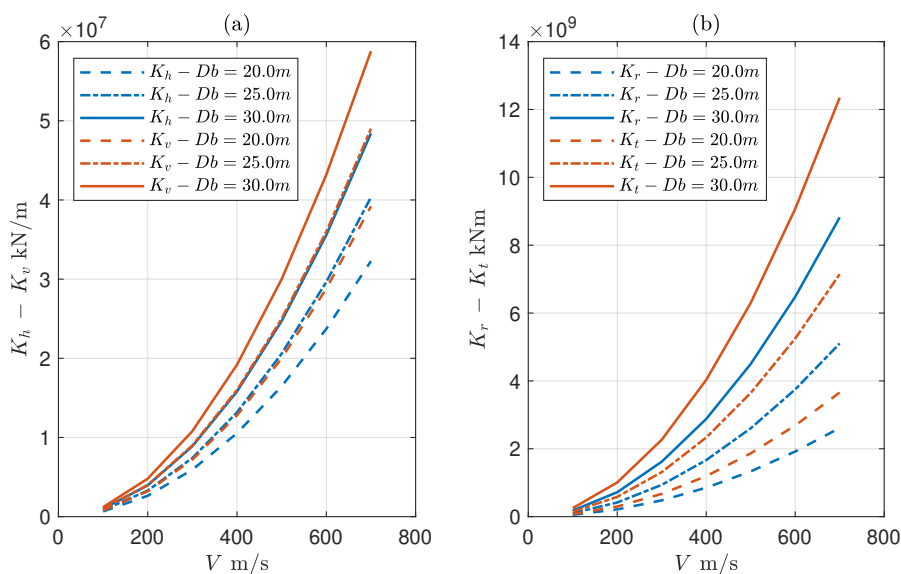 (a)
×10⁷
6
5
4
3
2
1
0
K_h − K_v kN/m
K_h − Db = 20.0m
K_h − Db = 25.0m
K_h − Db = 30.0m
K_v − Db = 20.0m
K_v − Db = 25.0m
K_v − Db = 30.0m
0 200 400 600 800
V m/s
(b)
×10⁹
14
12
10
8
6
4
2
0
K_r − K_t kNm
K_r − Db = 20.0m
K_r − Db = 25.0m
K_r − Db = 30.0m
K_t − Db = 20.0m
K_t − Db = 25.0m
K_t − Db = 30.0m
0 200 400 600 800
V m/s